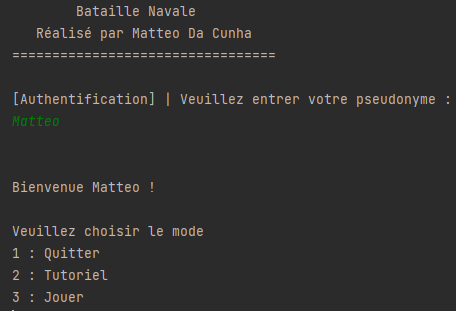 Bataille Navale
Réalisé par Matteo Da Cunha
=================================
[Authentification] | Veuillez entrer votre pseudonyme :
Matteo
Bienvenue Matteo !
Veuillez choisir le mode
1 : Quitter
2 : Tutoriel
3 : Jouer